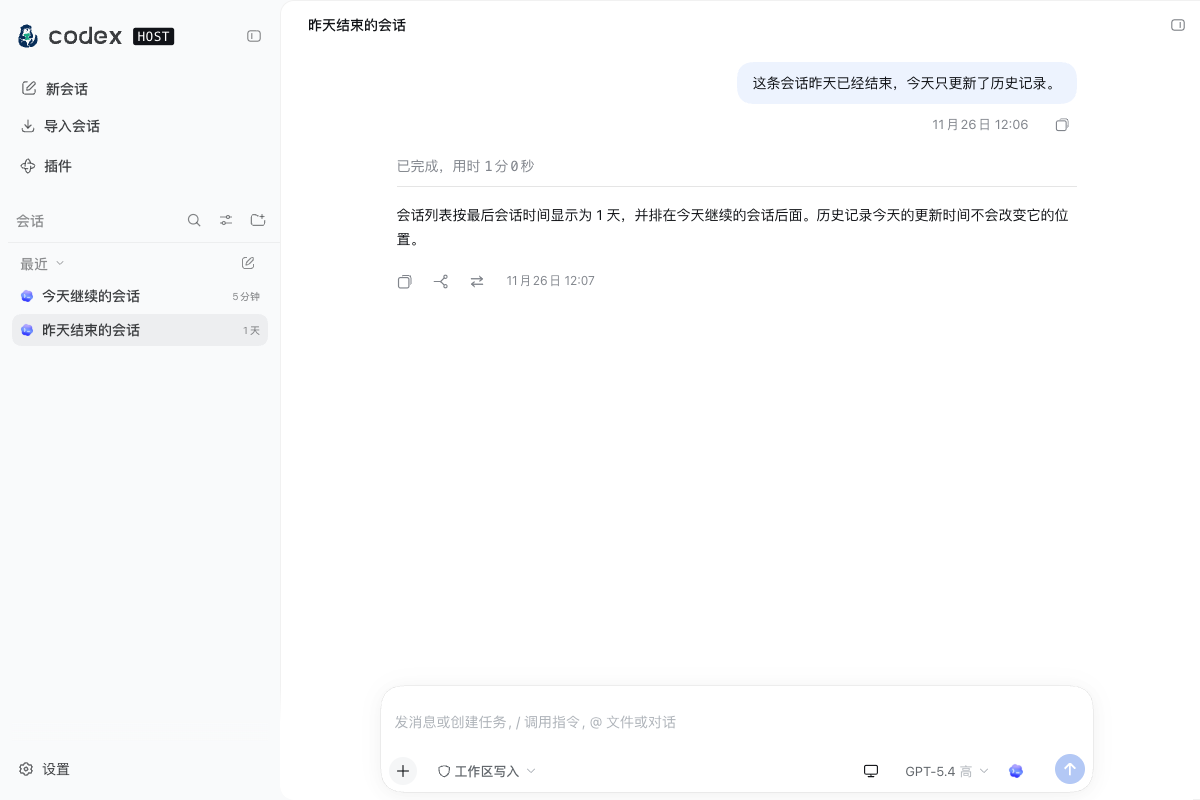 codex HOST
新会话
导入会话
插件
会话
最近
今天继续的会话 5分钟
昨天结束的会话 1天
设置
昨天结束的会话
这条会话昨天已经结束，今天只更新了历史记录。
11月26日 12:06
已完成，用时 1分0秒
会话列表按最后会话时间显示为 1 天，并排在今天继续的会话后面。历史记录今天的更新时间不会改变它的位
置。
11月26日 12:07
发消息或创建任务, / 调用指令, @ 文件或对话
工作区写入
GPT-5.4 高